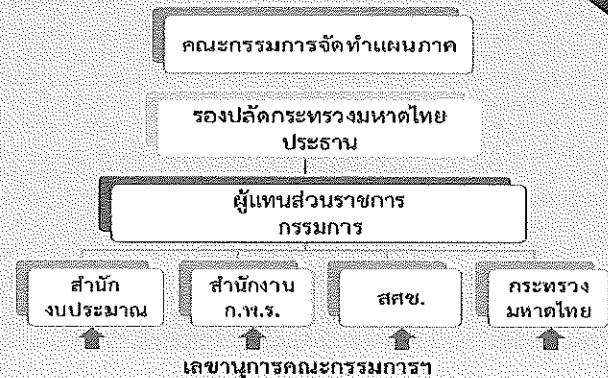 คณะกรรมการจัดทำแผนภาค
รองปลัดกระทรวงมหาดไทย
ประธาน
ผู้แทนส่วนราชการ
กรรมการ
สำนัก
งบประมาณ
สำนักงาน
ก.พ.ร.
สศช.
กระทรวง
มหาดไทย
เลขานุการคณะกรรมการฯ